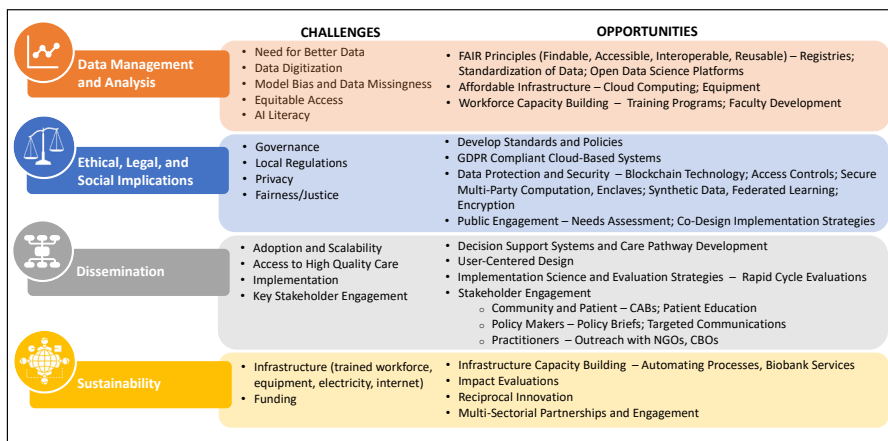 CHALLENGES
OPPORTUNITIES
Data Management
and Analysis
• Need for Better Data
• Data Digitization
• Model Bias and Data Missingness
• Equitable Access
• AI Literacy
• FAIR Principles (Findable, Accessible, Interoperable, Reusable) – Registries;
Standardization of Data; Open Data Science Platforms
• Affordable Infrastructure – Cloud Computing; Equipment
• Workforce Capacity Building – Training Programs; Faculty Development
Ethical, Legal, and
Social Implications
• Governance
• Local Regulations
• Privacy
• Fairness/Justice
• Develop Standards and Policies
• GDPR Compliant Cloud-Based Systems
• Data Protection and Security – Blockchain Technology; Access Controls; Secure
Multi-Party Computation, Enclaves; Synthetic Data, Federated Learning;
Encryption
• Public Engagement – Needs Assessment; Co-Design Implementation Strategies
Dissemination
• Adoption and Scalability
• Access to High Quality Care
• Implementation
• Key Stakeholder Engagement
• Decision Support Systems and Care Pathway Development
• User-Centered Design
• Implementation Science and Evaluation Strategies – Rapid Cycle Evaluations
• Stakeholder Engagement
o Community and Patient – CABs; Patient Education
o Policy Makers – Policy Briefs; Targeted Communications
o Practitioners – Outreach with NGOs, CBOs
Sustainability
• Infrastructure (trained workforce,
equipment, electricity, internet)
• Funding
• Infrastructure Capacity Building – Automating Processes, Biobank Services
• Impact Evaluations
• Reciprocal Innovation
• Multi-Sectorial Partnerships and Engagement